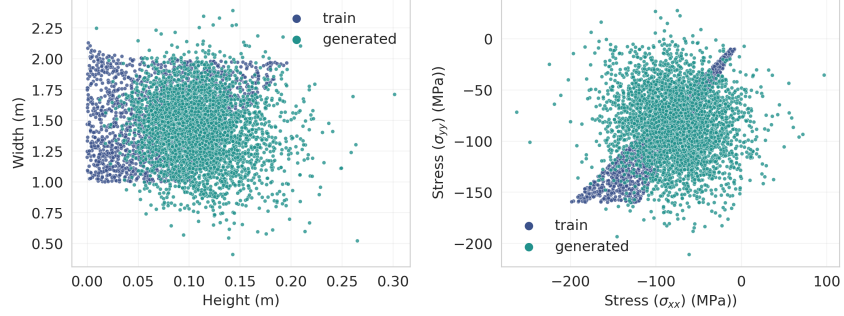 train
generated
2.25
2.00
1.75
1.50
1.25
1.00
0.75
0.50
Width (m)
0.00 0.05 0.10 0.15 0.20 0.25 0.30
Height (m)
0
−50
−100
−150
−200
Stress (σyy) (MPa))
train
generated
−200 −100 0 100
Stress (σxx) (MPa))